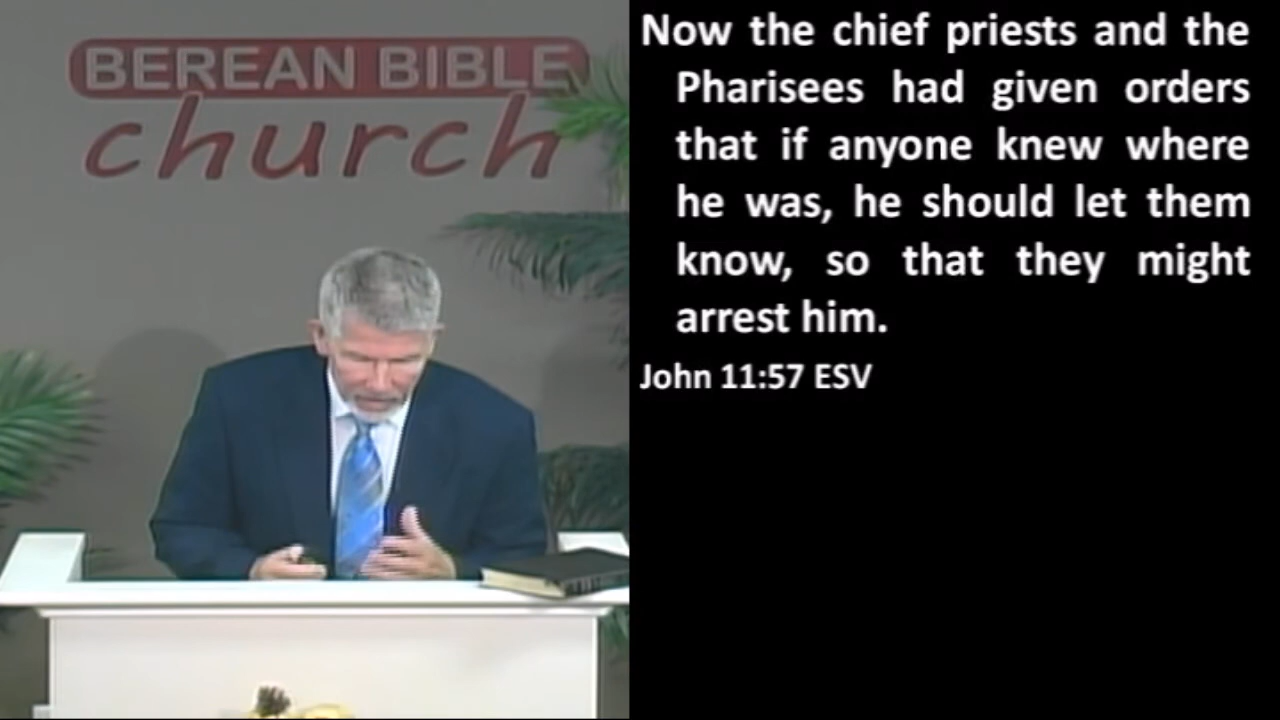 BEREAN BIBLE
church
Now the chief priests and the
Pharisees had given orders
that if anyone knew where
he was, he should let them
know, so that they might
arrest him.
John 11:57 ESV